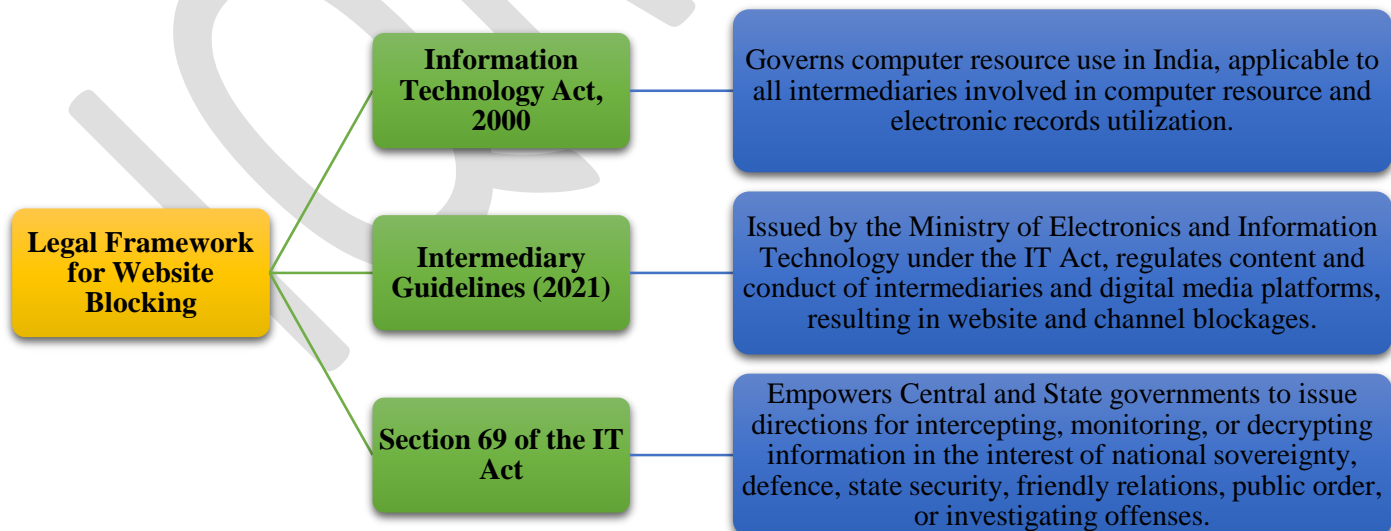 Legal Framework
for Website
Blocking
Information
Technology Act,
2000
Governs computer resource use in India, applicable to
all intermediaries involved in computer resource and
electronic records utilization.
Intermediary
Guidelines (2021)
Issued by the Ministry of Electronics and Information
Technology under the IT Act, regulates content and
conduct of intermediaries and digital media platforms,
resulting in website and channel blockages.
Section 69 of the IT
Act
Empowers Central and State governments to issue
directions for intercepting, monitoring, or decrypting
information in the interest of national sovereignty,
defence, state security, friendly relations, public order,
or investigating offenses.